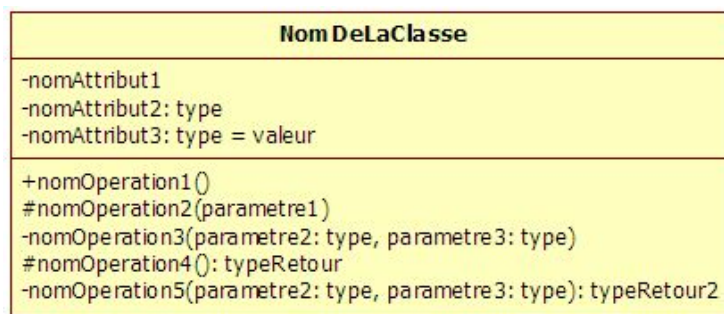 NomDeLaClasse
-nomAttribut1
-nomAttribut2: type
-nomAttribut3: type = valeur
+nomOperation1()
#nomOperation2(parametre1)
-nomOperation3(parametre2: type, parametre3: type)
#nomOperation4(): typeRetour
-nomOperation5(parametre2: type, parametre3: type): typeRetour2